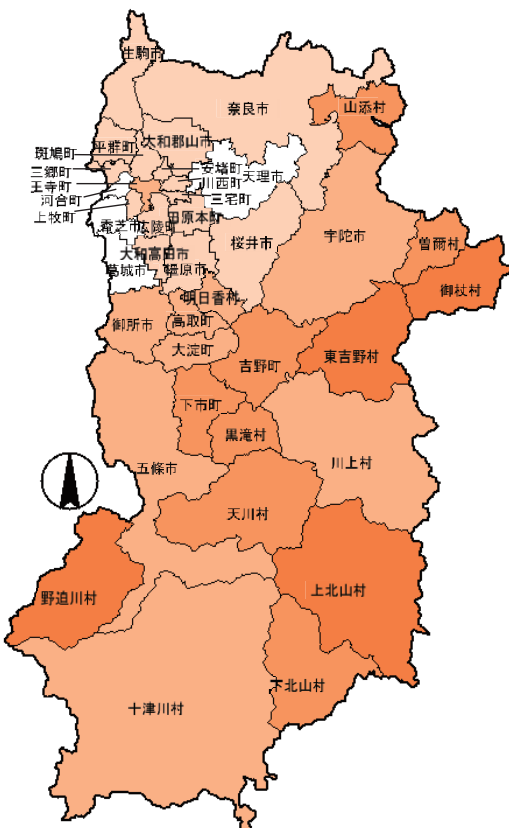 生駒市
奈良市
山添村
平群町
大和郡山市
斑鳩町
三郷町
安堵町
天理市
王寺町
川西町
河合町
三宅町
上牧町
香芝市
広陵町
田原本町
桜井市
宇陀市
曽爾村
大和高田市
葛城市
橿原市
御杖村
明日香村
御所市
高取町
大淀町
吉野町
東吉野村
下市町
黒滝村
五條市
川上村
天川村
野迫川村
上北山村
下北山村
十津川村